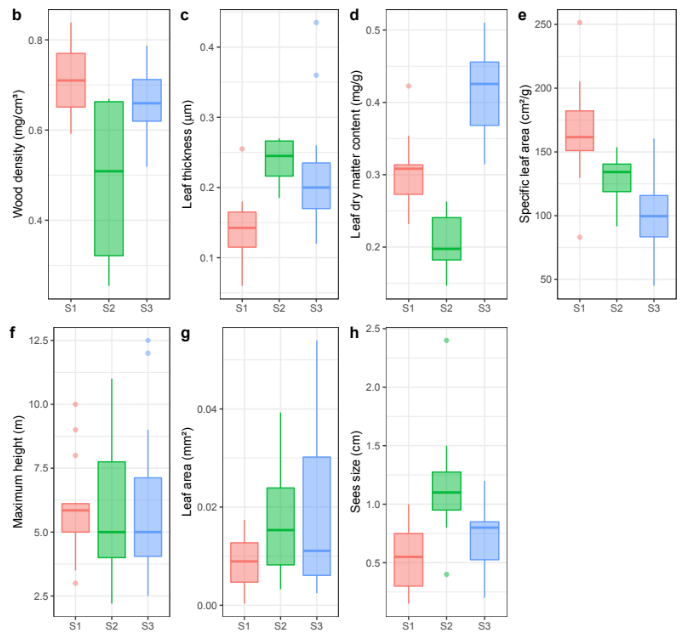 b
Wood density (mg/cm³)
0.8
0.6
0.4
S1 S2 S3
c
Leaf thickness (μm)
0.4
0.3
0.2
0.1
S1 S2 S3
d
Leaf dry matter content (mg/g)
0.5
0.4
0.3
0.2
S1 S2 S3
e
Specific leaf area (cm²/g)
250
200
150
100
50
S1 S2 S3
f
Maximum height (m)
12.5
10.0
7.5
5.0
2.5
S1 S2 S3
g
Leaf area (mm²)
0.04
0.02
0.00
S1 S2 S3
h
Sees size (cm)
2.5
2.0
1.5
1.0
0.5
S1 S2 S3